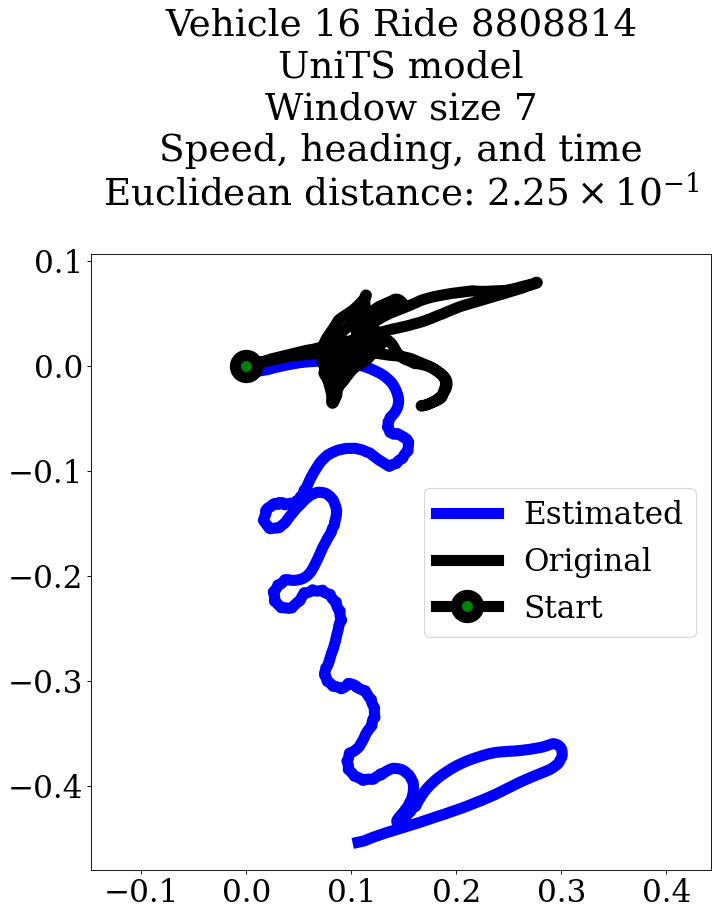 Vehicle 16 Ride 8808814
UniTS model
Window size 7
Speed, heading, and time
Euclidean distance: 2.25 × 10⁻¹
0.1
0.0
−0.1
−0.2
−0.3
−0.4
Estimated
Original
Start
−0.1 0.0 0.1 0.2 0.3 0.4